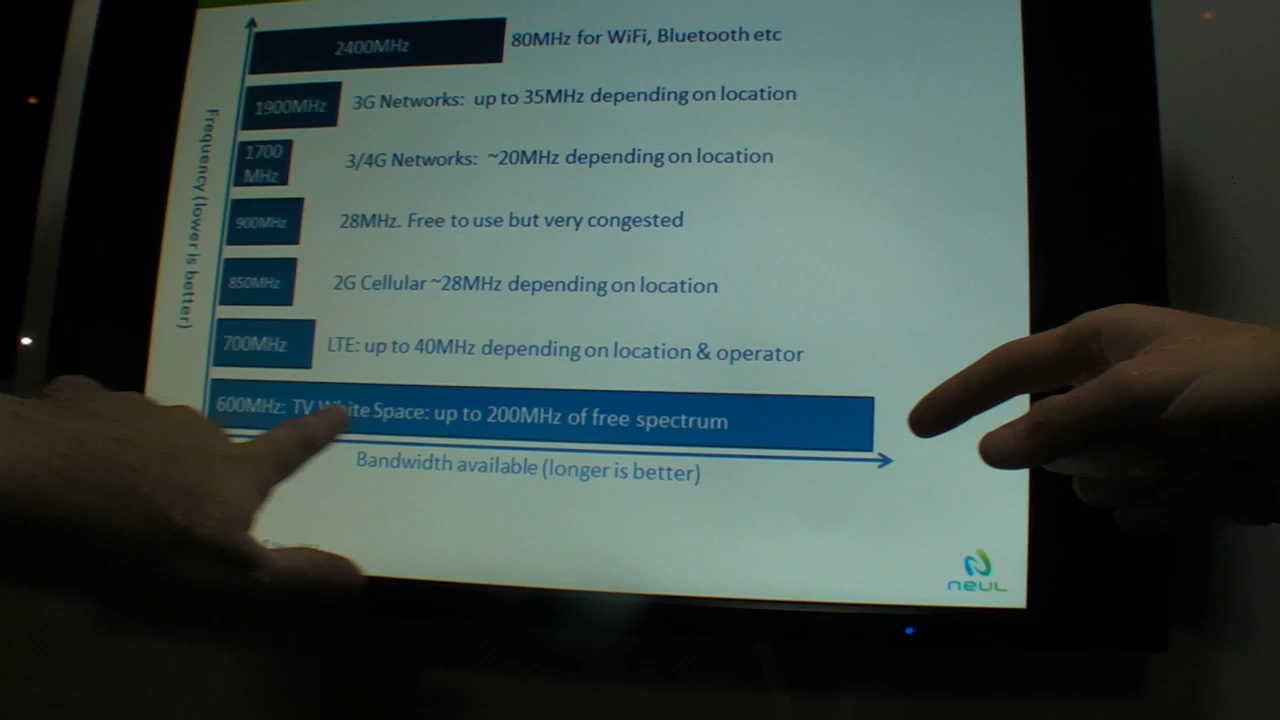 2400MHz
80MHz for WiFi, Bluetooth etc
1900MHz
3G Networks: up to 35MHz depending on location
1700
MHz
3/4G Networks: ~20MHz depending on location
900MHz
28MHz. Free to use but very congested
850MHz
2G Cellular ~28MHz depending on location
700MHz
LTE: up to 40MHz depending on location & operator
600MHz: TV White Space: up to 200MHz of free spectrum
Bandwidth available (longer is better)
Frequency (lower is better)
neul